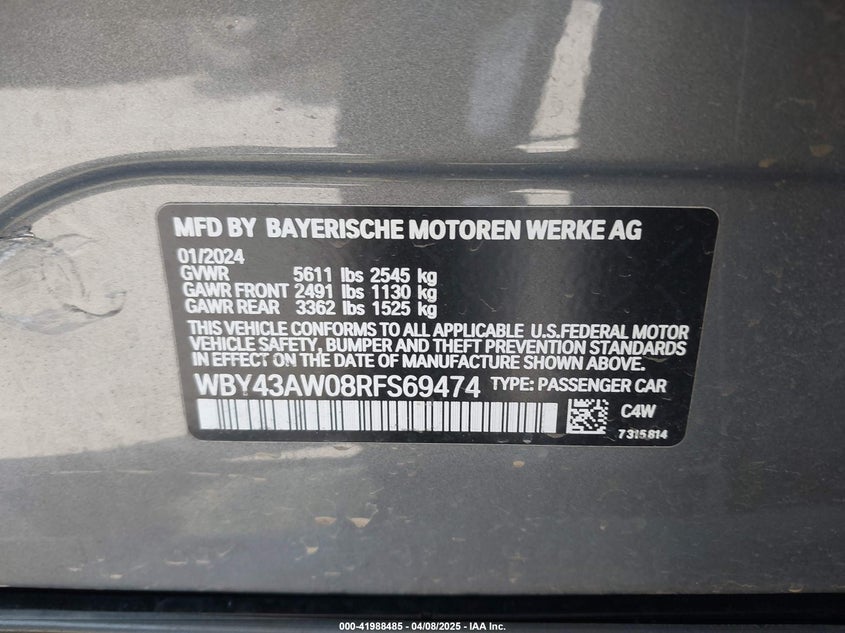 MFD BY BAYERISCHE MOTOREN WERKE AG
01/2024
GVWR 5611 lbs 2545 kg
GAWR FRONT 2491 lbs 1130 kg
GAWR REAR 3362 lbs 1525 kg
THIS VEHICLE CONFORMS TO ALL APPLICABLE U.S.FEDERAL MOTOR
VEHICLE SAFETY, BUMPER AND THEFT PREVENTION STANDARDS
IN EFFECT ON THE DATE OF MANUFACTURE SHOWN ABOVE.
WBY43AW08RFS69474 TYPE: PASSENGER CAR
C4W
7315814
000-41988485 - 04/08/2025 - IAA Inc.